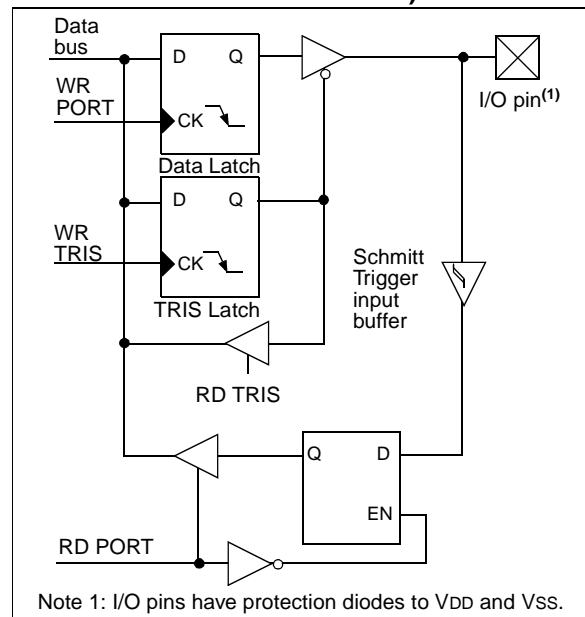 Data
bus
D Q
WR
PORT
CK
I/O pin(1)
Data Latch
D Q
WR
TRIS
CK
Schmitt
Trigger
input
buffer
TRIS Latch
RD TRIS
Q D
EN
RD PORT
Note 1: I/O pins have protection diodes to VDD and VSS.